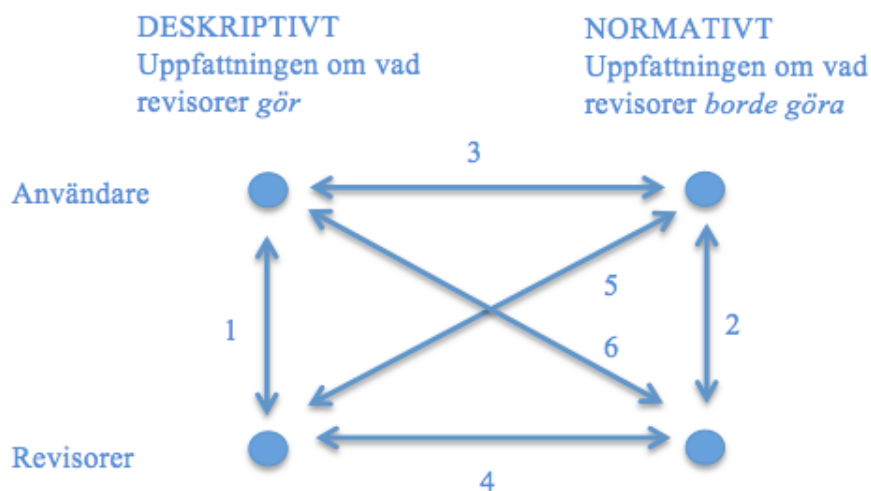 DESKRIPTIVT
Uppfattningen om vad
revisorer gör
NORMATIVT
Uppfattningen om vad
revisorer borde göra
3
Användare
5
1
2
6
Revisorer
4